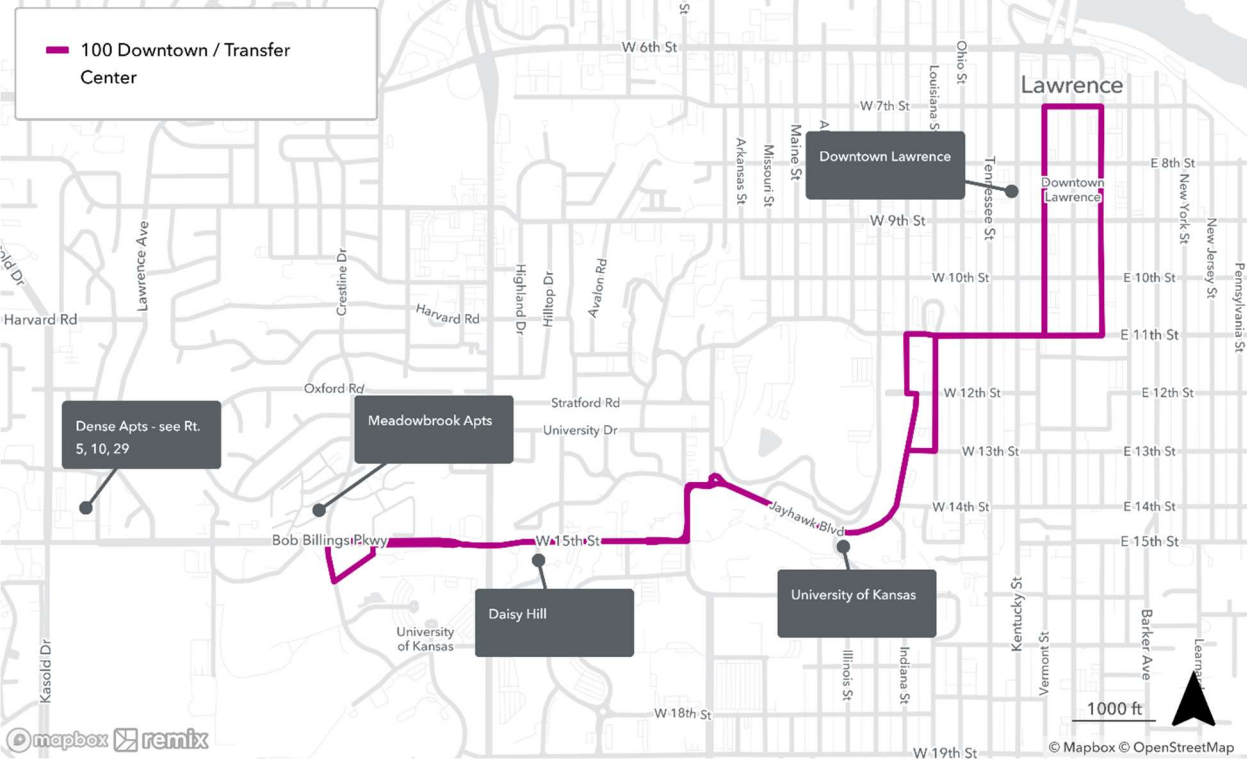 100 Downtown / Transfer
Center
St
W 6th St
Ohio St
Louisiana S
Lawrence
W 7th St
Arkansas St
Missouri St
Maine St
A
Downtown Lawrence
Tennessee St
E 8th St
Downtown
Lawrence
New York St
W 9th St
New Jersey St
Pennsylvania St
old Dr
Lawrence Ave
Crestline Dr
Highland Dr
Hilltop Dr
Avalon Rd
W 10th St
E 10th St
Harvard Rd
Harvard Rd
E 11th St
Oxford Rd
Stratford Rd
W 12th St
E 12th St
Dense Apts - see Rt.
5, 10, 29
Meadowbrook Apts
University Dr
W 13th St
E 13th St
Jayhawk Blvd
W 14th St
E 14th St
Bob Billings Pkwy
W 15th St
E 15th St
Daisy Hill
University of Kansas
University
of Kansas
Kasold Dr
Illinois St
Indiana St
Kentucky St
Vermont St
Barker Ave
Learnar
W 18th St
1000 ft
mapbox remix
W 19th St
© Mapbox © OpenStreetMap